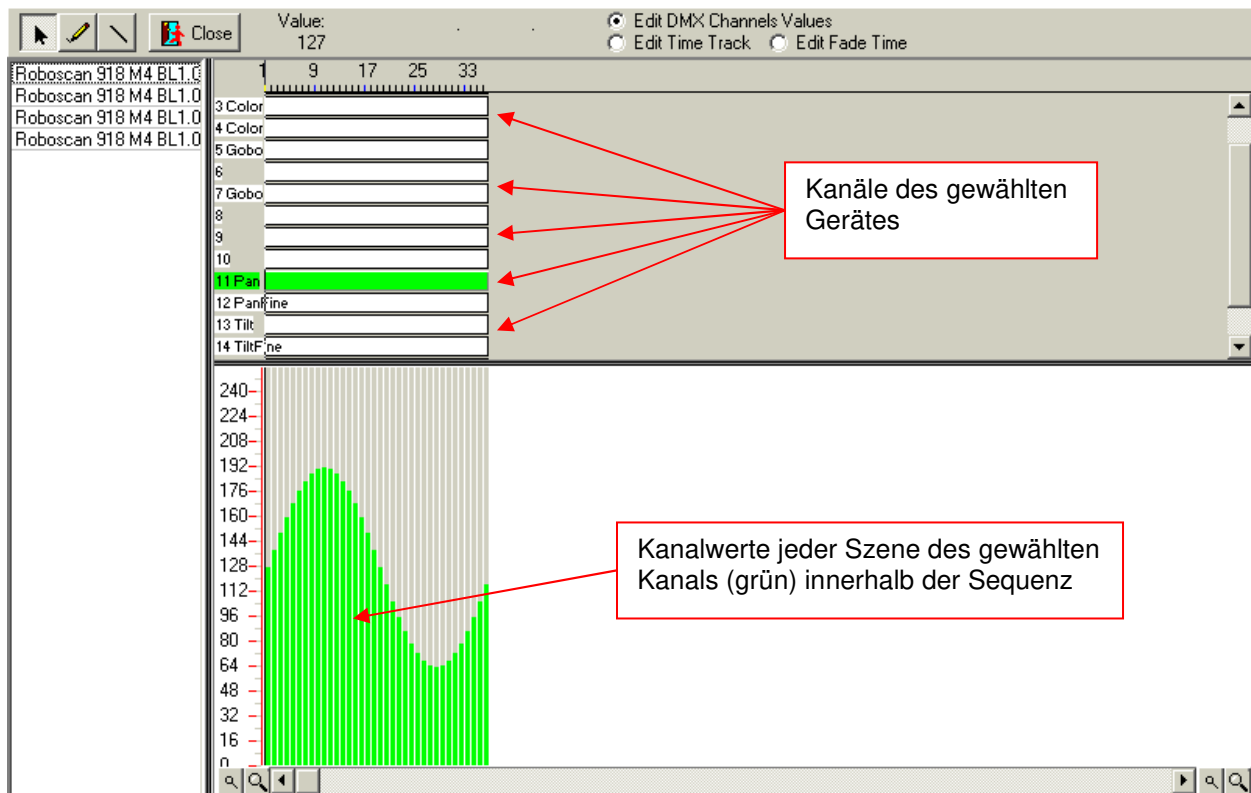 Close
Value:
127
Edit DMX Channels Values
Edit Time Track
Edit Fade Time
Roboscan 918 M4 BL1.0
Roboscan 918 M4 BL1.0
Roboscan 918 M4 BL1.0
Roboscan 918 M4 BL1.0
1 9 17 25 33
3 Color
4 Color
5 Gobo
6
7 Gobo
8
9
10
11 Pan
12 PanFine
13 Tilt
14 TiltFine
Kanäle des gewählten
Gerätes
240
224
208
192
176
160
144
128
112
96
80
64
48
32
16
0
Kanalwerte jeder Szene des gewählten
Kanals (grün) innerhalb der Sequenz